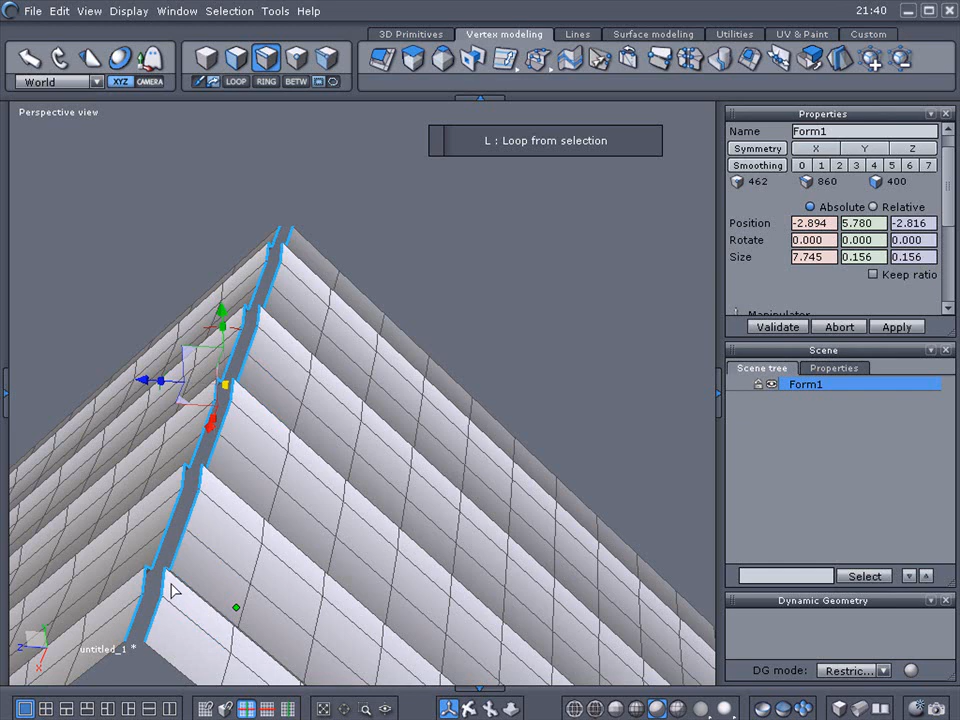 File Edit View Display Window Selection Tools Help 21:40
3D Primitives Vertex modeling Lines Surface modeling Utilities UV & Paint Custom
World XYZ CAMERA LOOP RING BETW
Perspective view
L : Loop from selection
Properties
Name Form1
Symmetry X Y Z
Smoothing 0 1 2 3 4 5 6 7
462 860 400
Absolute Relative
Position -2.894 5.780 -2.816
Rotate 0.000 0.000 0.000
Size 7.745 0.156 0.156
Keep ratio
Manipulator
Validate Abort Apply
Scene
Scene tree Properties
Form1
Select
Dynamic Geometry
DG mode: Restric...
Y
Z
X
untitled_1 *